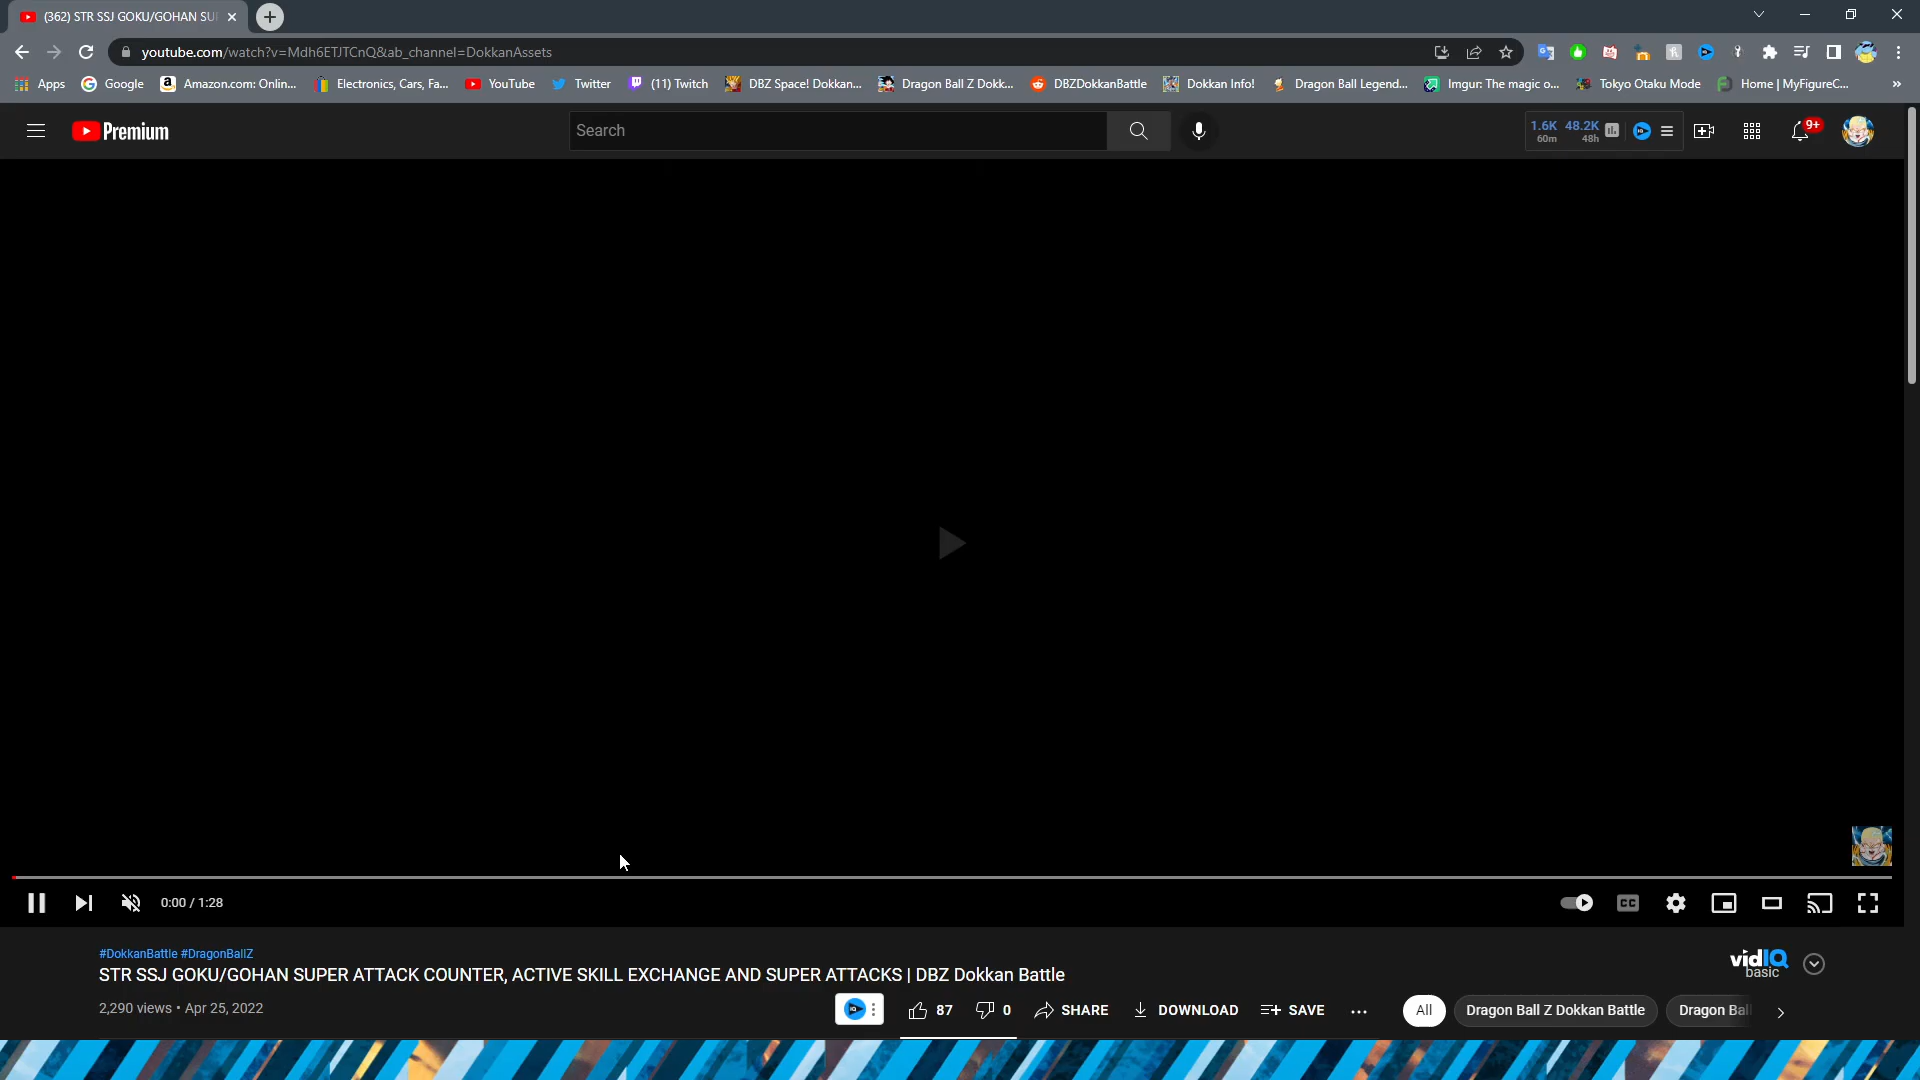 (362) STR SSJ GOKU/GOHAN SU
youtube.com/watch?v=Mdh6ETJTCnQ&ab_channel=DokkanAssets
Apps Google Amazon.com: Onlin... Electronics, Cars, Fa... YouTube Twitter (11) Twitch DBZ Space! Dokkan... Dragon Ball Z Dokk... DBZDokkanBattle Dokkan Info! Dragon Ball Legend... Imgur: The magic o... Tokyo Otaku Mode Home | MyFigureC... »
Premium Search 1.6K 48.2K 9+
60m 48h
0:00 / 1:28 CC
#DokkanBattle #DragonBallZ
STR SSJ GOKU/GOHAN SUPER ATTACK COUNTER, ACTIVE SKILL EXCHANGE AND SUPER ATTACKS | DBZ Dokkan Battle
vidIQ
basic
2,290 views • Apr 25, 2022 87 0 SHARE DOWNLOAD SAVE ... All Dragon Ball Z Dokkan Battle Dragon Ball